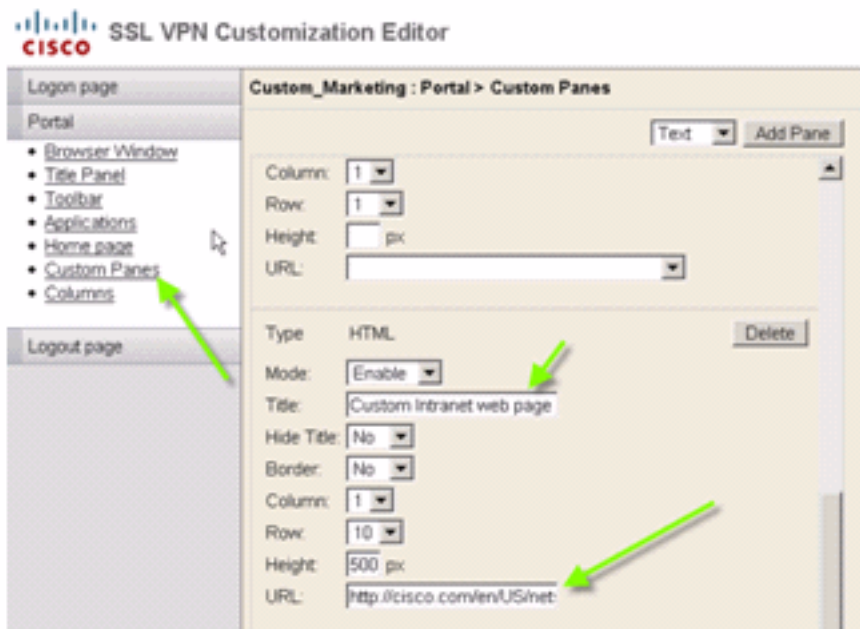 CISCO SSL VPN Customization Editor
Logon page
Portal
Browser Window
Title Panel
Toolbar
Applications
Home page
Custom Panes
Columns
Logout page
Custom_Marketing : Portal > Custom Panes
Text Add Pane
Column: 1
Row: 1
Height: px
URL:
Type HTML Delete
Mode: Enable
Title: Custom Intranet web page
Hide Title: No
Border: No
Column: 1
Row: 10
Height: 500 px
URL: http://cisco.com/en/US/net